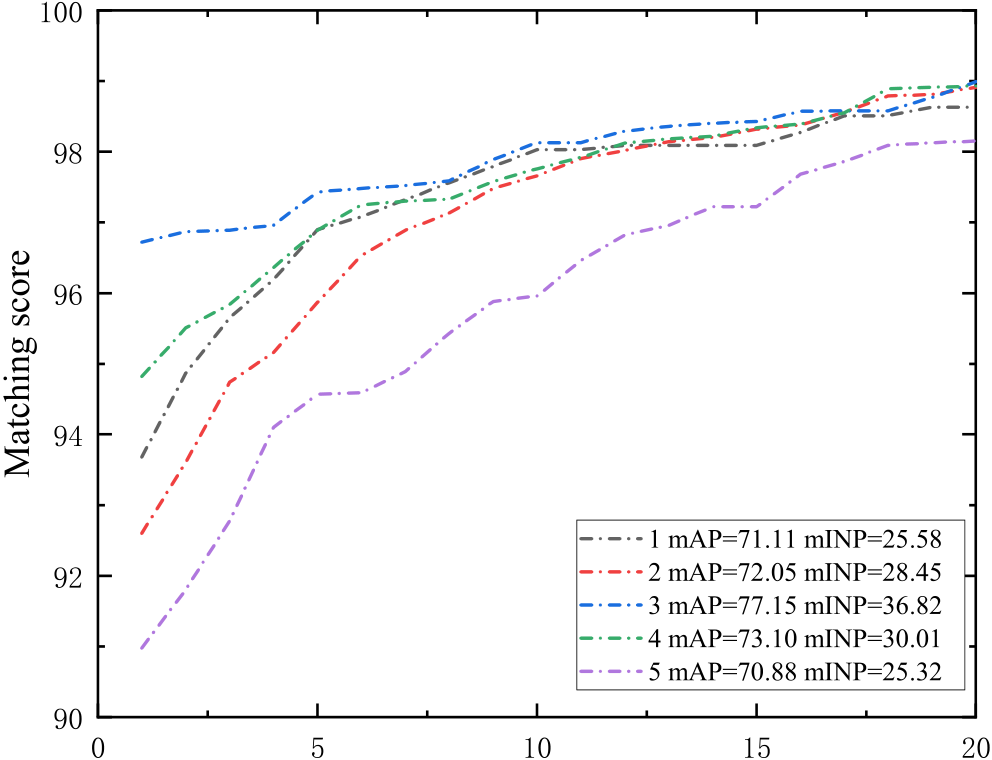 100
98
96
94
92
90
Matching score
1 mAP=71.11 mINP=25.58
2 mAP=72.05 mINP=28.45
3 mAP=77.15 mINP=36.82
4 mAP=73.10 mINP=30.01
5 mAP=70.88 mINP=25.32
0 5 10 15 20